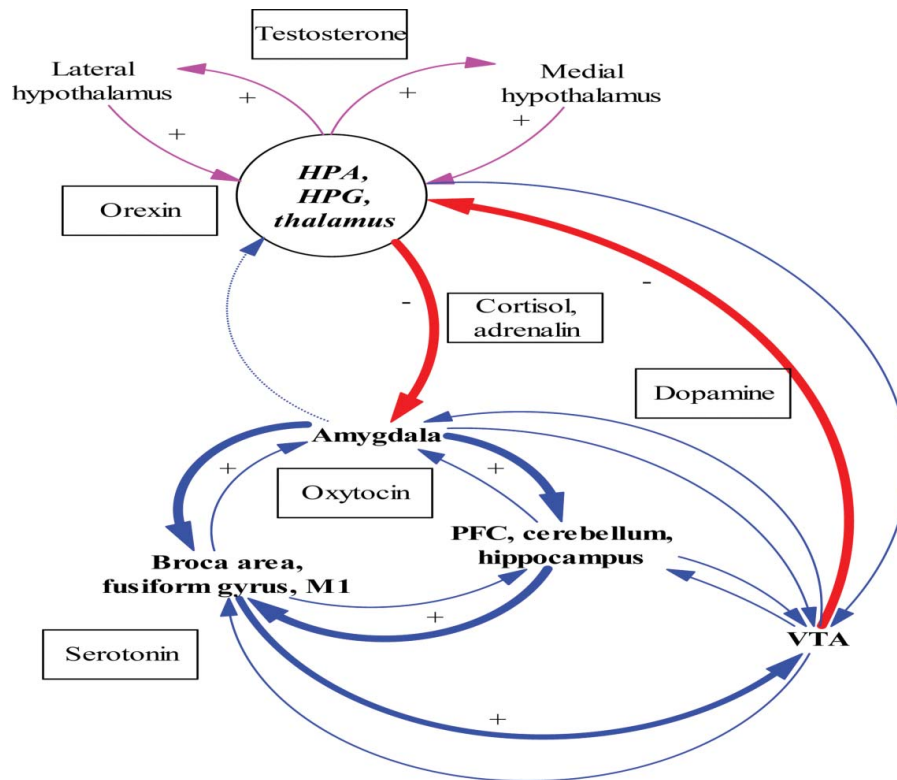 Testosterone
Lateral
hypothalamus
Medial
hypothalamus
+
+
+
+
HPA,
HPG,
thalamus
Orexin
-
-
Cortisol,
adrenalin
Dopamine
Amygdala
+
+
Oxytocin
PFC, cerebellum,
hippocampus
Broca area,
fusiform gyrus, M1
+
Serotonin
VTA
+